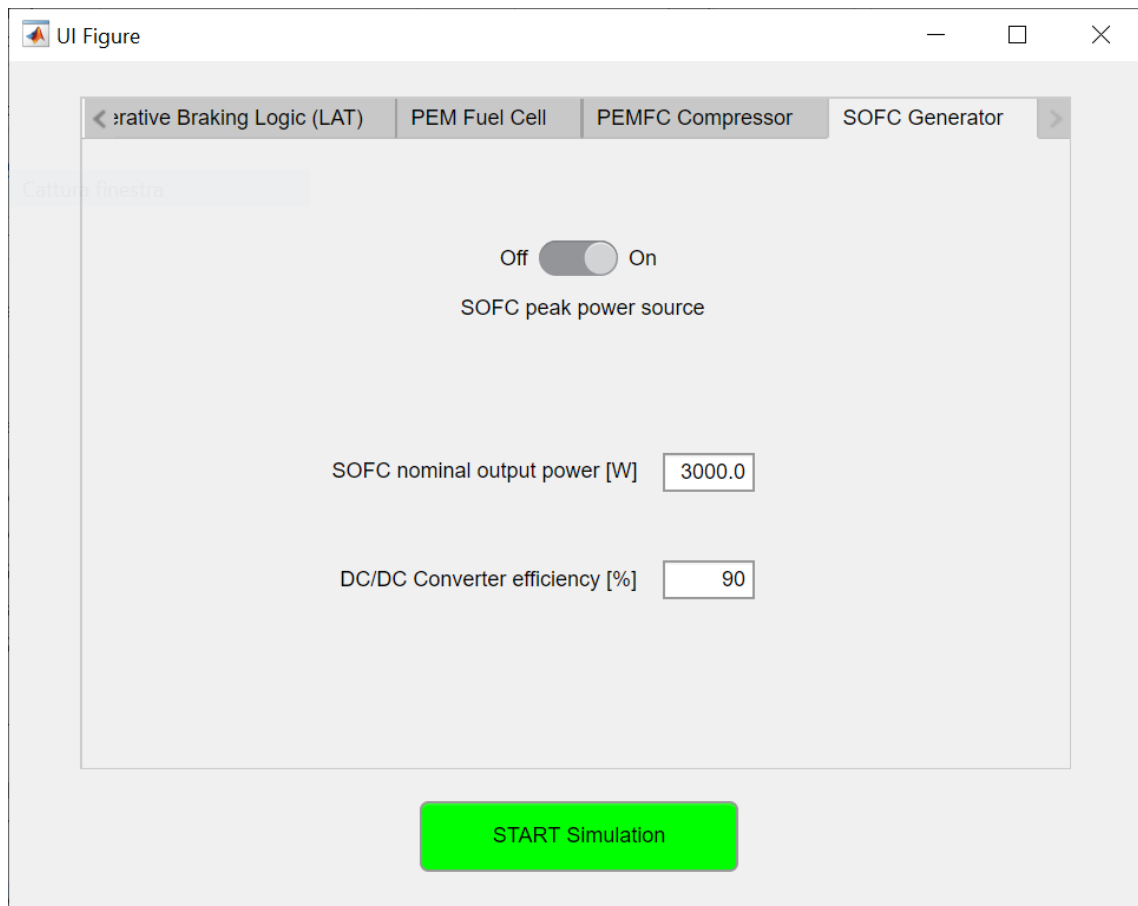 UI Figure
erative Braking Logic (LAT) PEM Fuel Cell PEMFC Compressor SOFC Generator
Cattura finestra
Off On
SOFC peak power source
SOFC nominal output power [W] 3000.0
DC/DC Converter efficiency [%] 90
START Simulation